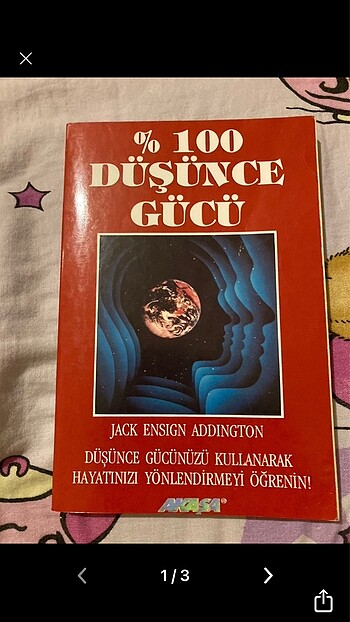 % 100
DÜŞÜNCE
GÜCÜ
JACK ENSIGN ADDINGTON
DÜŞÜNCE GÜCÜNÜZÜ KULLANARAK
HAYATINIZI YÖNLENDİRMEYİ ÖĞRENİN!
AKAŞA®
1/3